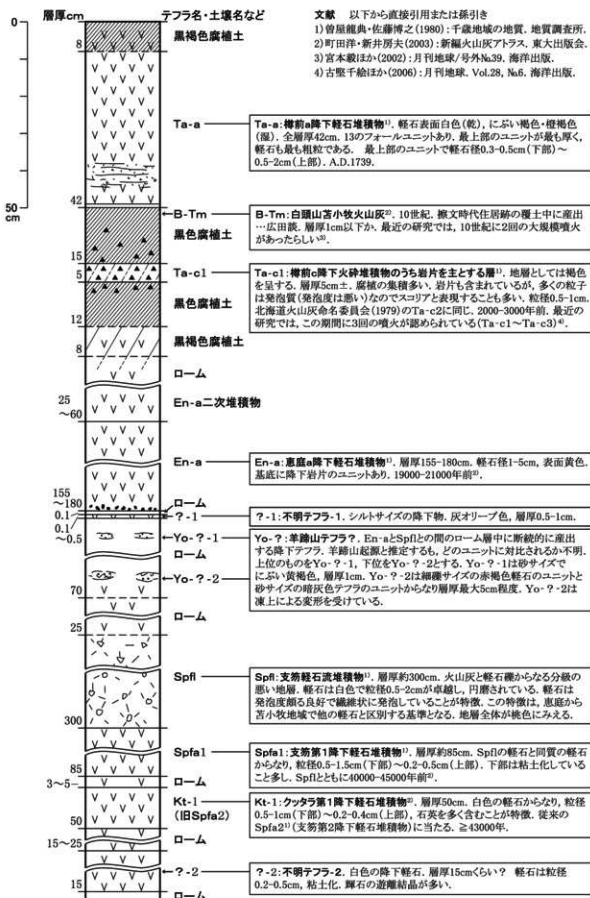 層厚cm
テフラ名・土壌名など
文献 以下から直接引用または孫引き
1)曽屋龍典・佐藤博之(1980):千歳地域の地質. 地質調査所.
2)町田洋・新井房夫(2003):新編火山灰アトラス. 東大出版会.
3)宮本毅ほか(2002):月刊地球/号外№39. 海洋出版.
4)古堅千絵ほか(2006):月刊地球. Vol.28, №6. 海洋出版.
0
8
黒褐色腐植土
Ta-a
Ta-a:樽前a降下軽石堆積物1). 軽石表面白色(乾), にぶい褐色・橙褐色
(湿). 全層厚42cm. 13のフォールユニットあり. 最上部のユニットが最も厚く,
軽石も最も粗粒である. 最上部のユニットで軽石径0.3-0.5cm(下部)～
0.5-2cm(上部). A.D.1739.
50
cm
42
B-Tm
B-Tm:白頭山苫小牧火山灰2). 10世紀. 擦文時代住居跡の覆土中に産出
…広田談. 層厚1cm以下か. 最近の研究では, 10世紀に2回の大規模噴火
があったらしい3).
黒色腐植土
15
5
Ta-c1
Ta-c1:樽前c降下火砕堆積物のうち岩片を主とする層1). 地層としては褐色
を呈する. 層厚5cm±. 腐植の集積多い. 岩片も含まれているが, 多くの粒子
は発泡質(発泡度は悪い)なのでスコリアと表現することも多い. 粒径0.5-1cm.
北海道火山灰命名委員会(1979)のTa-c2に同じ. 2000-3000年前. 最近の
研究では, この期間に3回の噴火が認められている(Ta-c1～Ta-c3)4).
黒色腐植土
12
8
黒褐色腐植土
ローム
25
～60
En-a二次堆積物
En-a
En-a:恵庭a降下軽石堆積物1). 層厚155-180cm. 軽石径1-5cm, 表面黄色.
基底に降下岩片のユニットあり. 19000-21000年前2).
155
～180
ローム
0.1
?-1
?-1:不明テフラ-1. シルトサイズの降下物. 灰オリーブ色, 層厚0.5-1cm.
0.1
～0.5
Yo-?-1
Yo-?:羊蹄山テフラ?. En-aとSpflとの間のローム層中に断続的に産出
する降下テフラ. 羊蹄山起源と推定するも, どのユニットに対比されるか不明.
上位のものをYo-?-1, 下位をYo-?-2とする. Yo-?-1は砂サイズで
にぶい黄褐色, 層厚1cm. Yo-?-2は細礫サイズの赤褐色軽石のユニットと
砂サイズの暗灰色テフラのユニットからなり層厚最大5cm程度. Yo-?-2は
凍上による変形を受けている.
ローム
Yo-?-2
70
ローム
25
Spfl
Spfl:支笏軽石流堆積物1). 層厚約300cm. 火山灰と軽石礫からなる分級の
悪い地層. 軽石は白色で粒径0.5-2cmが卓越し, 円磨されている. 軽石は
発泡度頗る良好で繊維状に発泡していることが特徴. この特徴は, 恵庭から
苫小牧地域で他の軽石と区別する基準となる. 地層全体が桃色にみえる.
300
Spfa1
Spfa1:支笏第1降下軽石堆積物1). 層厚約85cm. Spflの軽石と同質の軽石
からなり, 粒径0.5-1.5cm(下部)～0.2-0.5cm(上部). 下部は粘土化している
こと多し. Spflとともに40000-45000年前2).
85
3～5
ローム
Kt-1
(旧Spfa2)
Kt-1:クッタラ第1降下軽石堆積物2). 層厚50cm. 白色の軽石からなり, 粒径
0.5-1cm(下部)～0.2-0.4cm(上部), 石英を多く含むことが特徴. 従来の
Spfa21)(支笏第2降下軽石堆積物)に当たる. ≧43000年.
50
ローム
15～25
?-2
?-2:不明テフラ-2. 白色の降下軽石. 層厚15cmくらい? 軽石は粒径
0.2-0.5cm, 粘土化. 輝石の遊離結晶が多い.
15
ローム